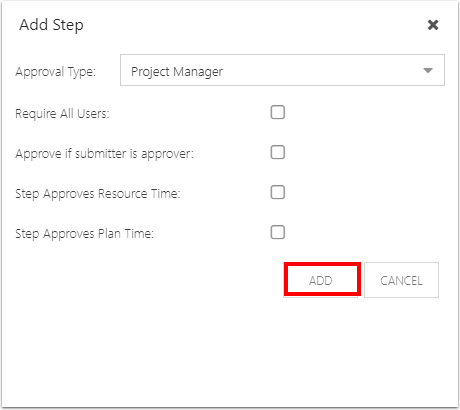 Add Step
Approval Type: Project Manager
Require All Users:
Approve if submitter is approver:
Step Approves Resource Time:
Step Approves Plan Time:
ADD CANCEL